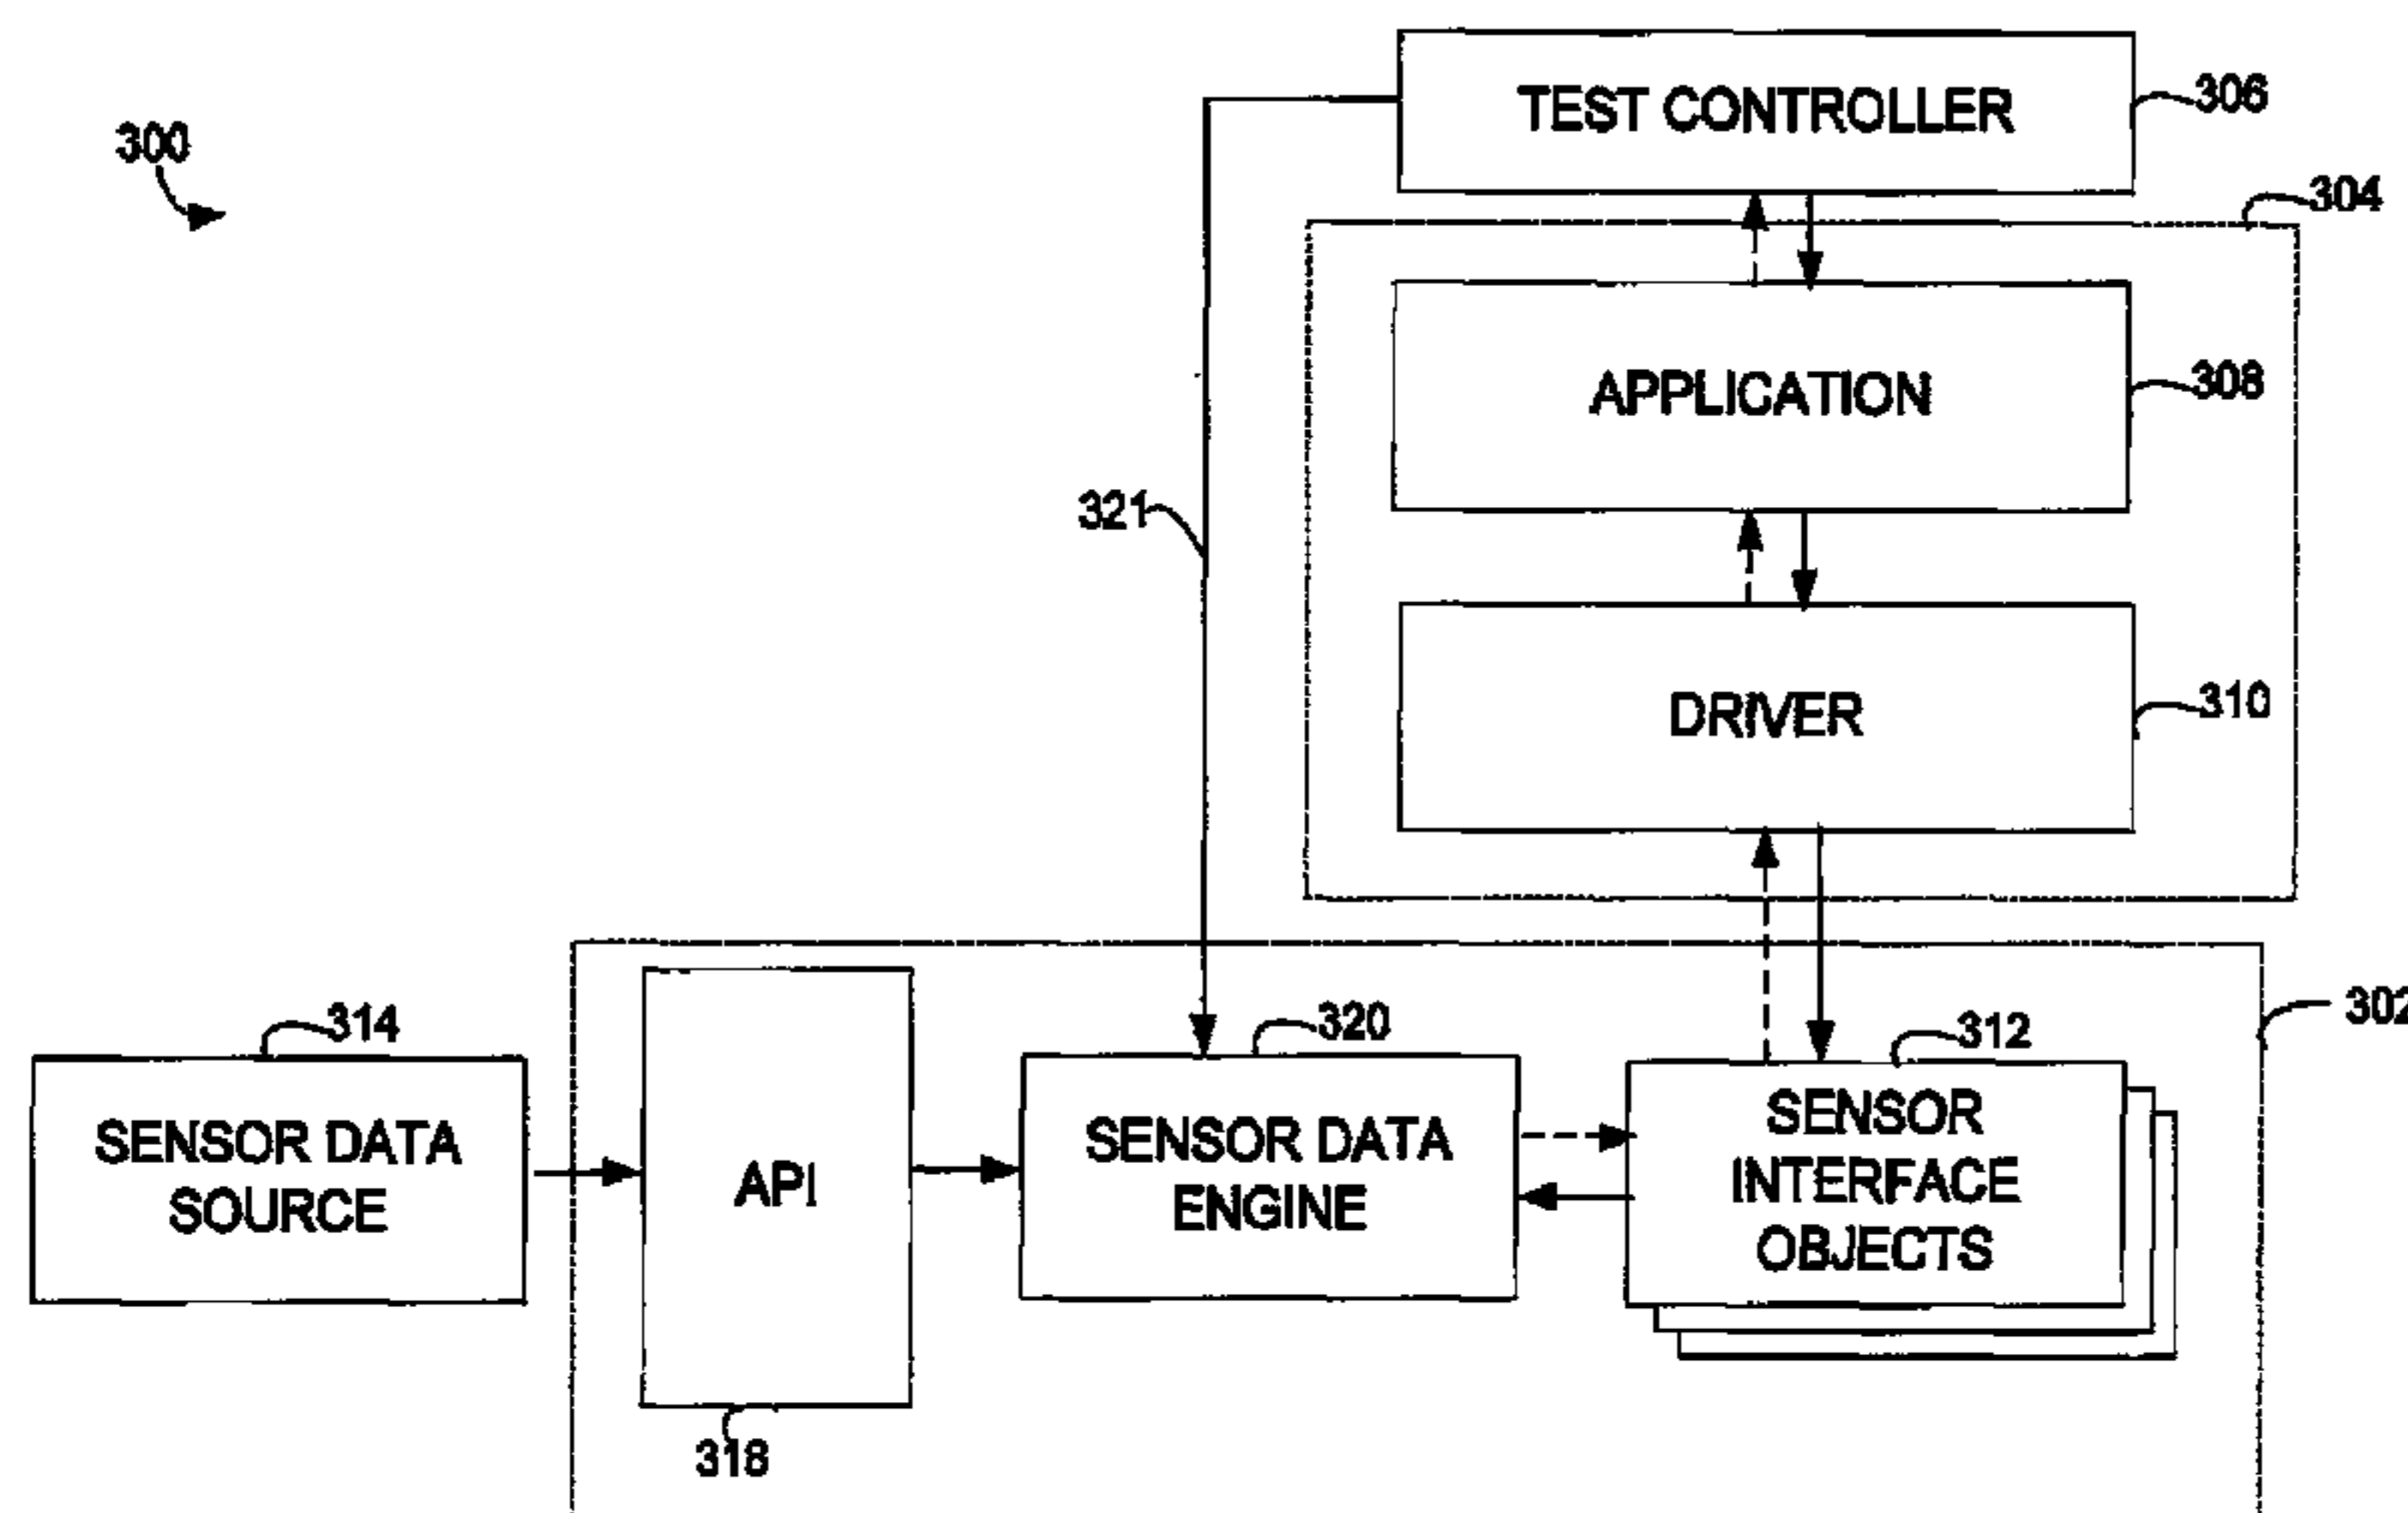 300
TEST CONTROLLER
306
304
APPLICATION
308
321
DRIVER
310
314
SENSOR DATA
SOURCE
API
318
320
SENSOR DATA
ENGINE
312
SENSOR
INTERFACE
OBJECTS
302